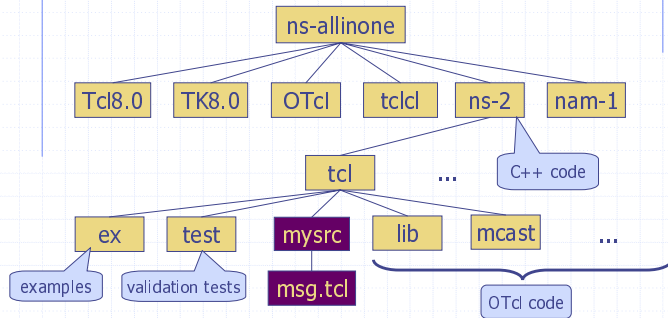 ns-allinone
Tcl8.0
TK8.0
OTcl
tclcl
ns-2
nam-1
tcl
...
C++ code
ex
test
mysrc
lib
mcast
...
examples
validation tests
msg.tcl
OTcl code